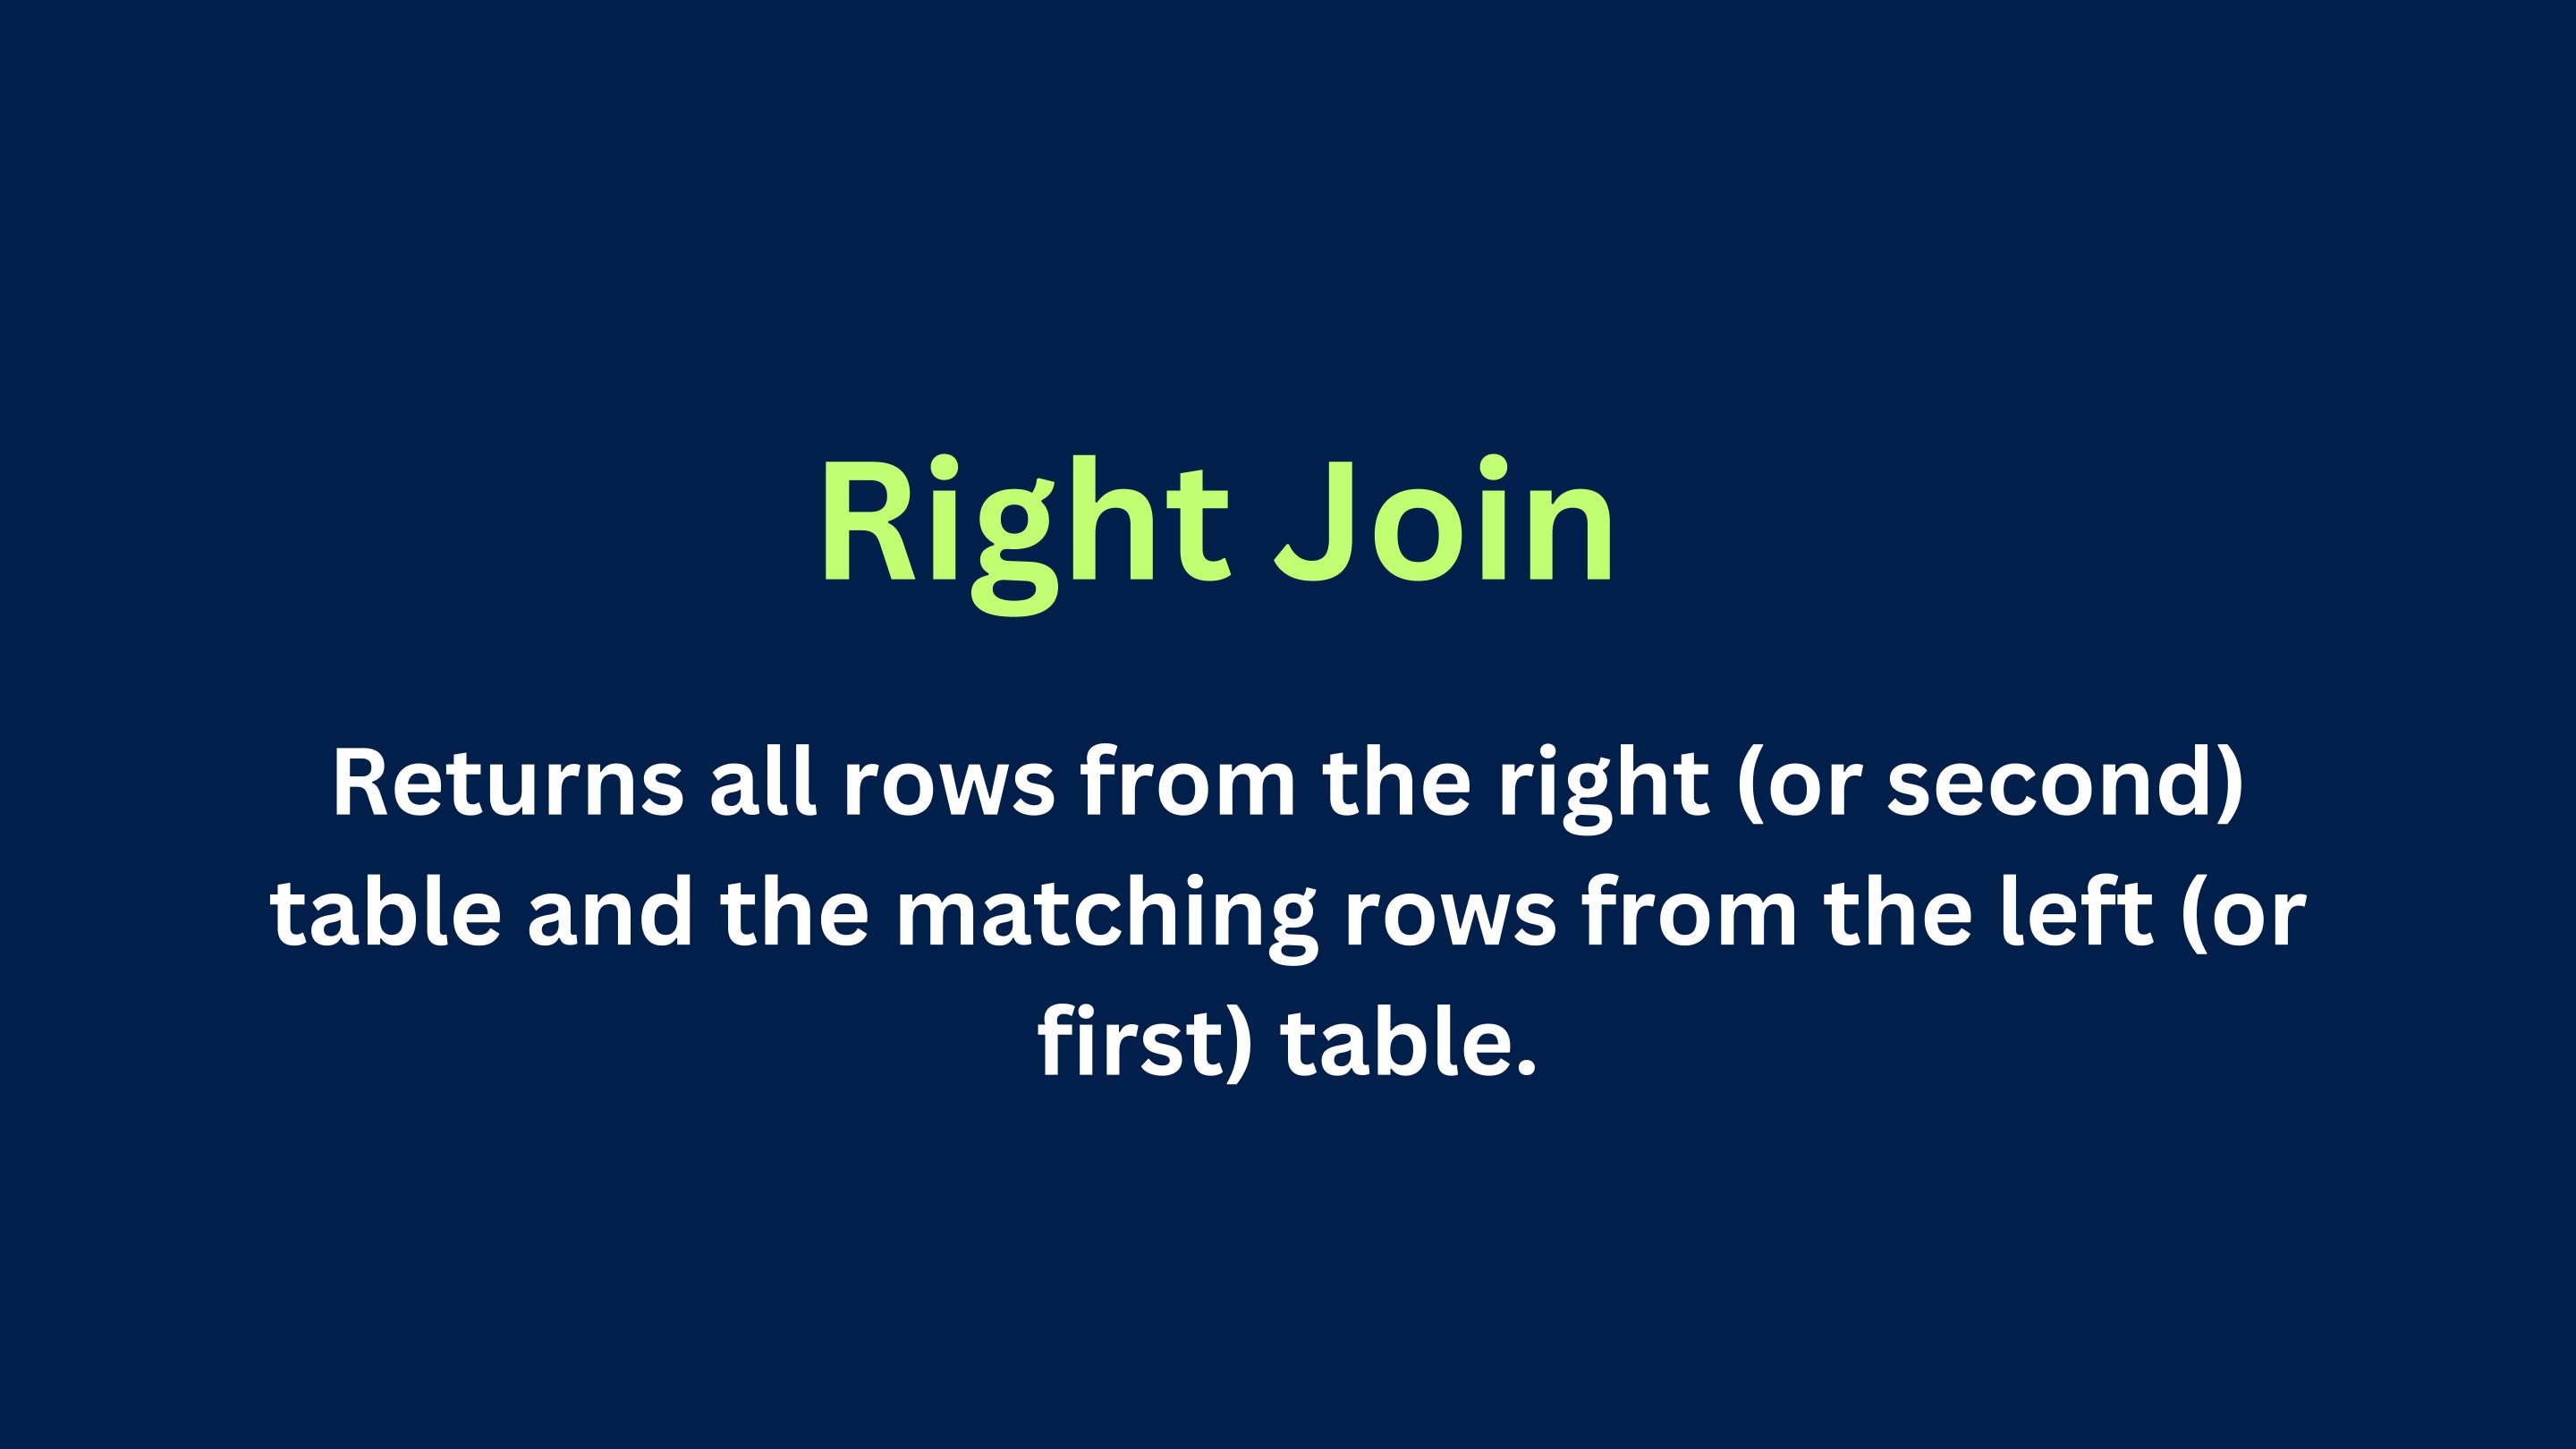 Right Join
Returns all rows from the right (or second)
table and the matching rows from the left (or
first) table.